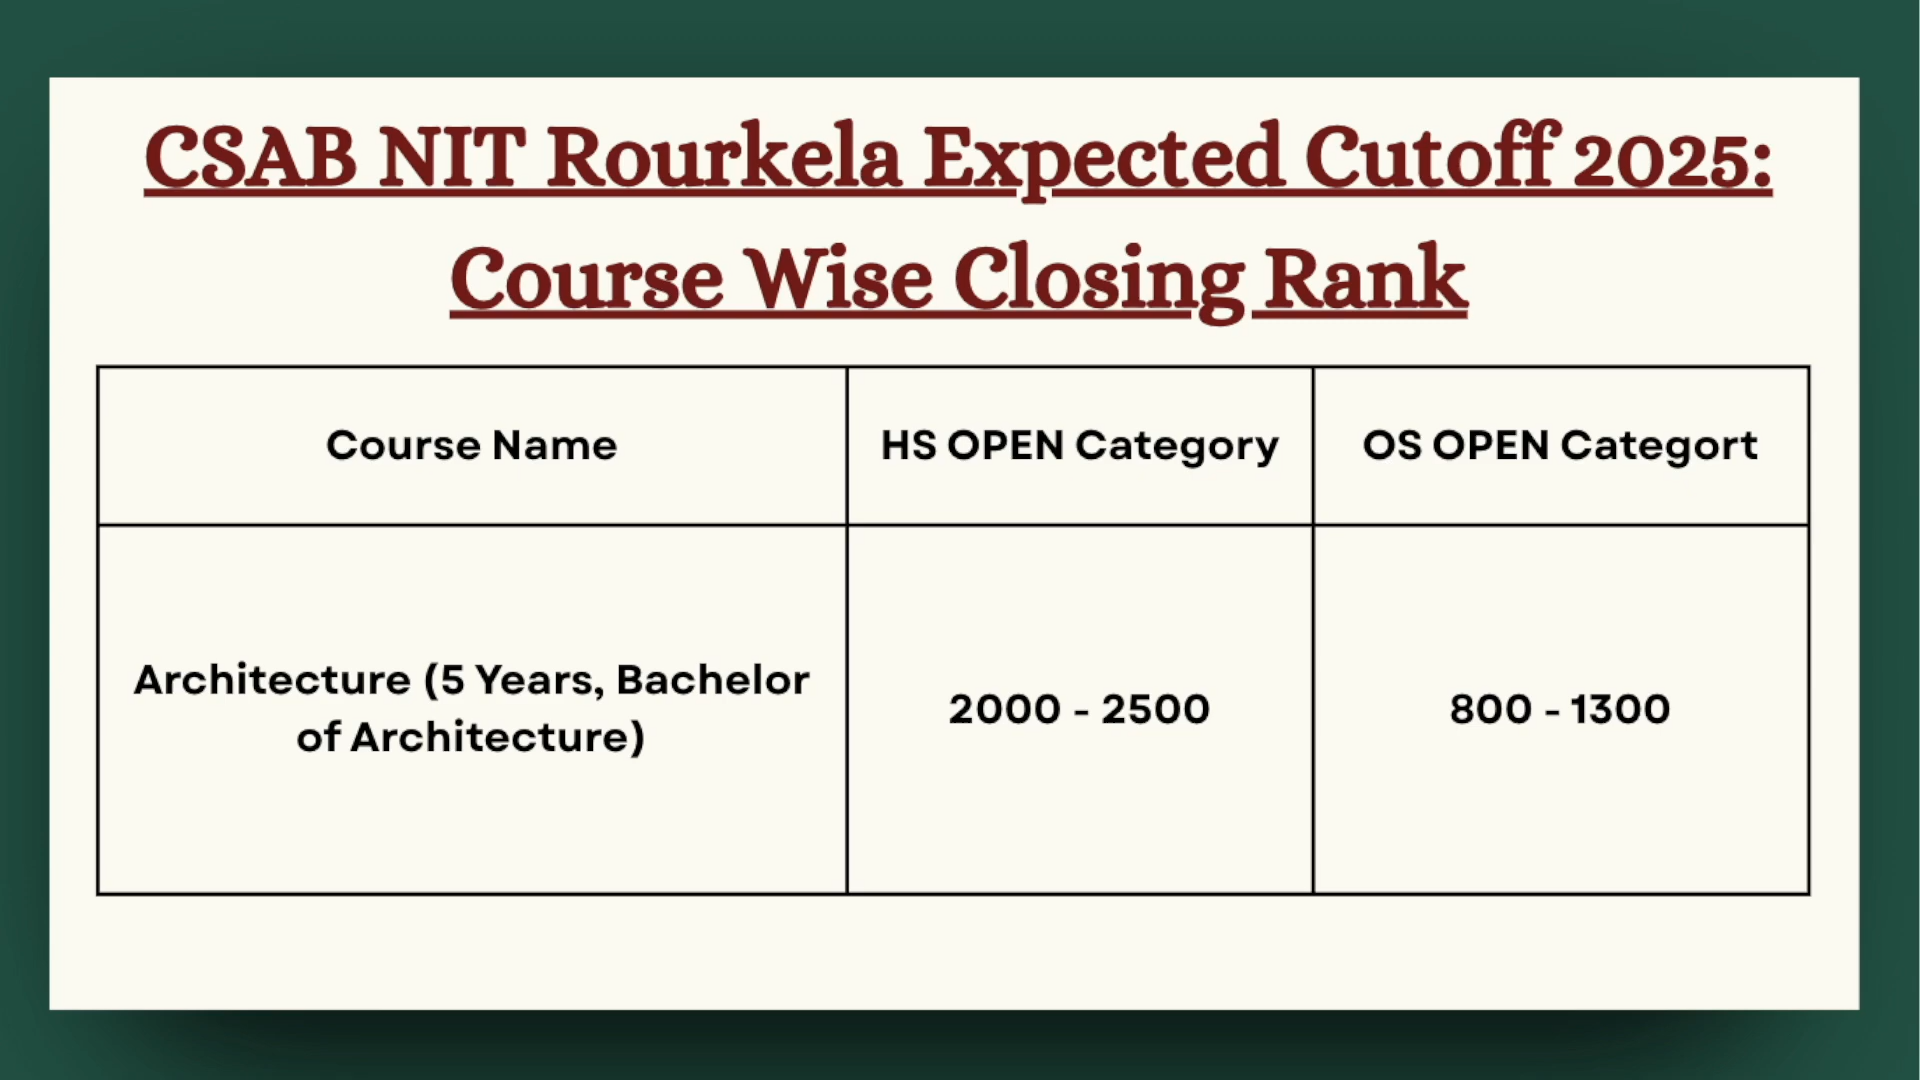 CSAB NIT Rourkela Expected Cutoff 2025:
Course Wise Closing Rank
Course Name
HS OPEN Category
OS OPEN Categort
Architecture (5 Years, Bachelor
of Architecture)
2000 - 2500
800 - 1300